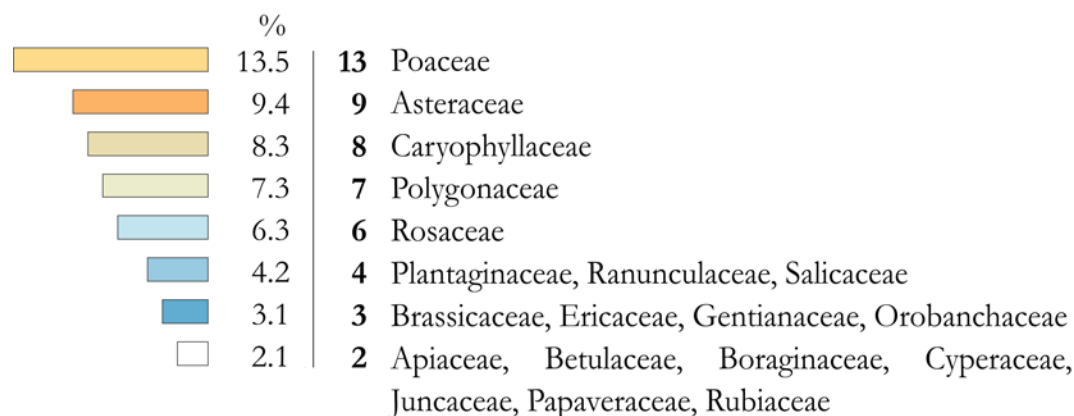 %
13.5 13 Poaceae
9.4 9 Asteraceae
8.3 8 Caryophyllaceae
7.3 7 Polygonaceae
6.3 6 Rosaceae
4.2 4 Plantaginaceae, Ranunculaceae, Salicaceae
3.1 3 Brassicaceae, Ericaceae, Gentianaceae, Orobanchaceae
2.1 2 Apiaceae, Betulaceae, Boraginaceae, Cyperaceae,
Juncaceae, Papaveraceae, Rubiaceae